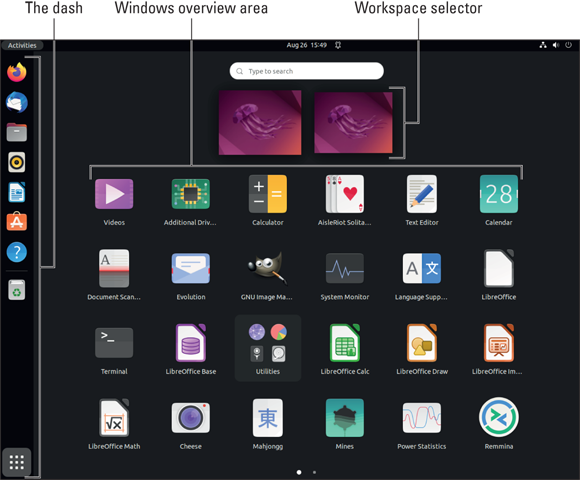 The dash
Windows overview area
Workspace selector
Activities
Aug 26 15:49
Type to search
Videos
Additional Driv...
Calculator
AisleRiot Solita...
Text Editor
28
Calendar
A
Document Scan...
Evolution
GNU Image Ma...
System Monitor
A 文
Language Supp...
LibreOffice
>_
Terminal
LibreOffice Base
Utilities
LibreOffice Calc
LibreOffice Draw
LibreOffice Im...
√x
LibreOffice Math
Cheese
東
Mahjongg
Mines
Power Statistics
Remmina